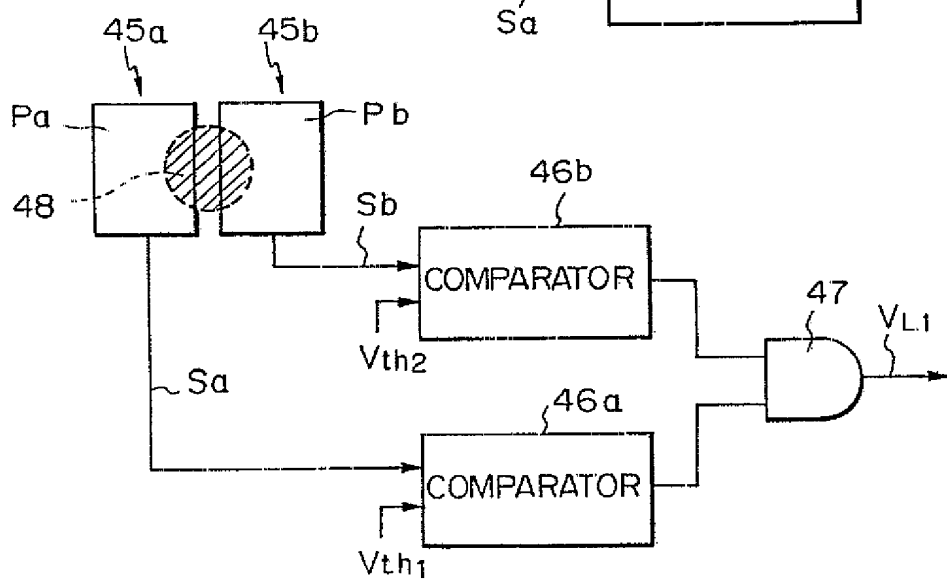 Sa
45a
45b
Pa
Pb
48
46b
Sb
COMPARATOR
Vth2
47
VL1
Sa
46a
COMPARATOR
Vth1